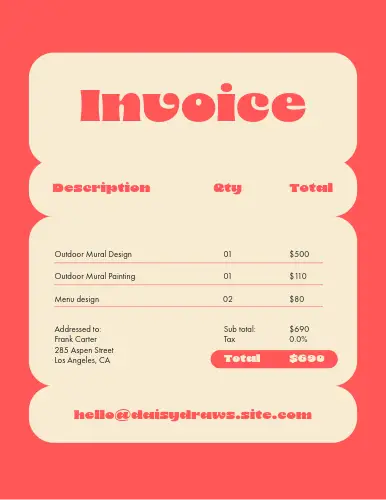 Invoice
Description Qty Total
Outdoor Mural Design 01 $500
Outdoor Mural Painting 01 $110
Menu design 02 $80
Addressed to: Sub total: $690
Frank Carter Tax 0.0%
285 Aspen Street
Total $690
Los Angeles, CA
hello@daisydraws.site.com